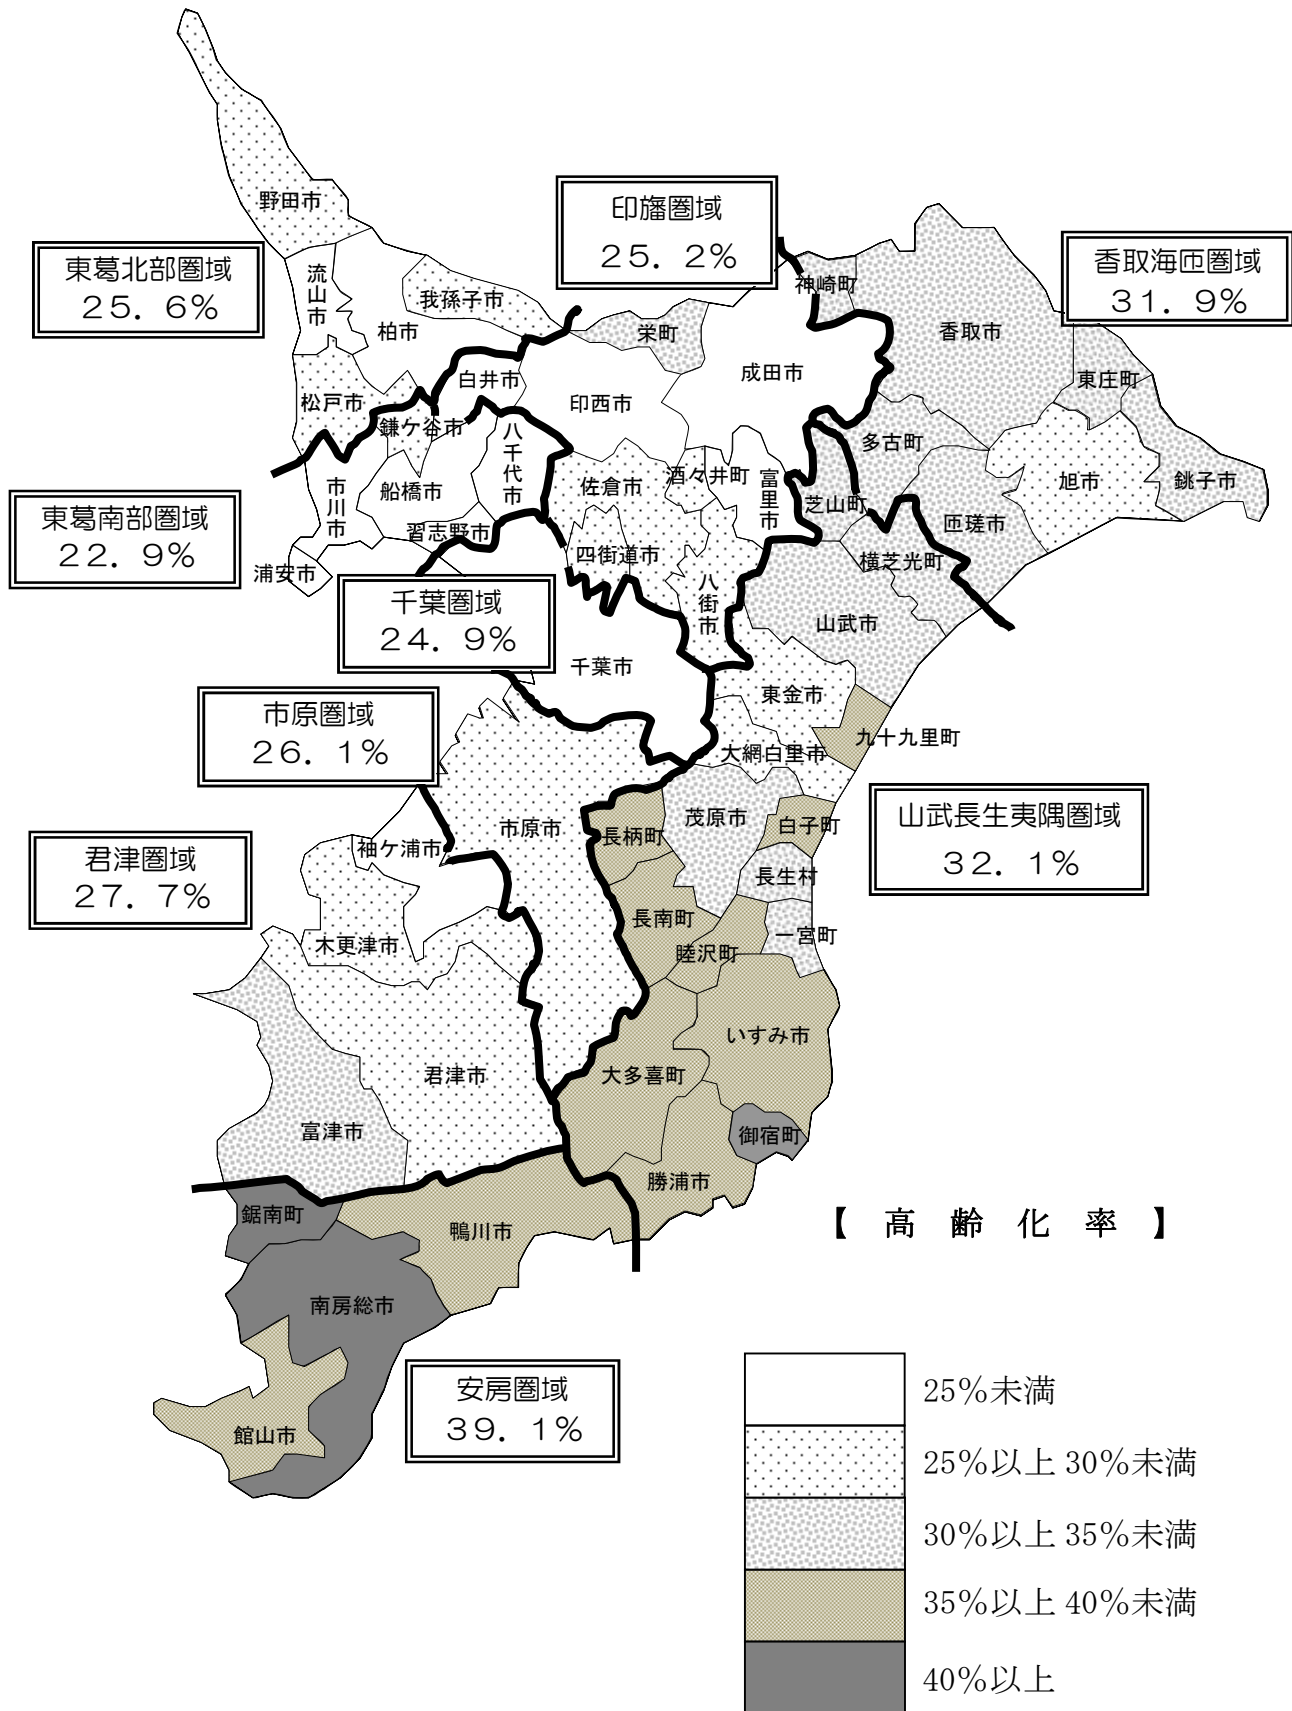 野田市
印旛圏域
25．2％
東葛北部圏域
25．6％
香取海匝圏域
31．9％
流山市
我孫子市
柏市
神崎町
栄町
香取市
成田市
白井市
印西市
東庄町
松戸市
鎌ケ谷市
八千代市
多古町
船橋市
市川市
佐倉市
酒々井町
富里市
旭市
銚子市
芝山町
匝瑳市
東葛南部圏域
22．9％
習志野市
四街道市
横芝光町
浦安市
八街市
千葉圏域
24．9％
山武市
千葉市
東金市
市原圏域
26．1％
九十九里町
大網白里市
茂原市
白子町
山武長生夷隅圏域
32．1％
市原市
長柄町
袖ケ浦市
君津圏域
27．7％
長生村
長南町
一宮町
木更津市
睦沢町
いすみ市
君津市
大多喜町
富津市
御宿町
勝浦市
鋸南町
鴨川市
【高齢化率】
南房総市
安房圏域
39．1％
館山市
25％未満
25％以上 30％未満
30％以上 35％未満
35％以上 40％未満
40％以上